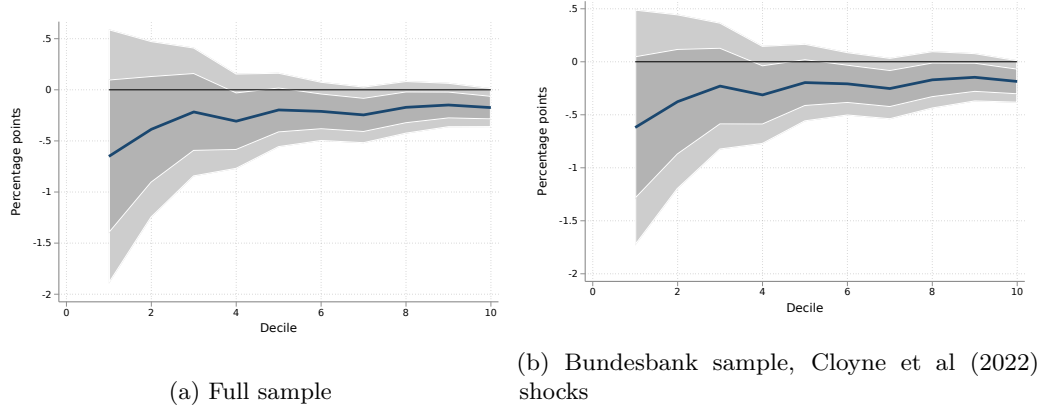 .5
0
-.5
-1
-1.5
-2
Percentage points
0 2 4 6 8 10
Decile
(a) Full sample
.5
0
-.5
-1
-1.5
-2
Percentage points
0 2 4 6 8 10
Decile
(b) Bundesbank sample, Cloyne et al (2022)
shocks